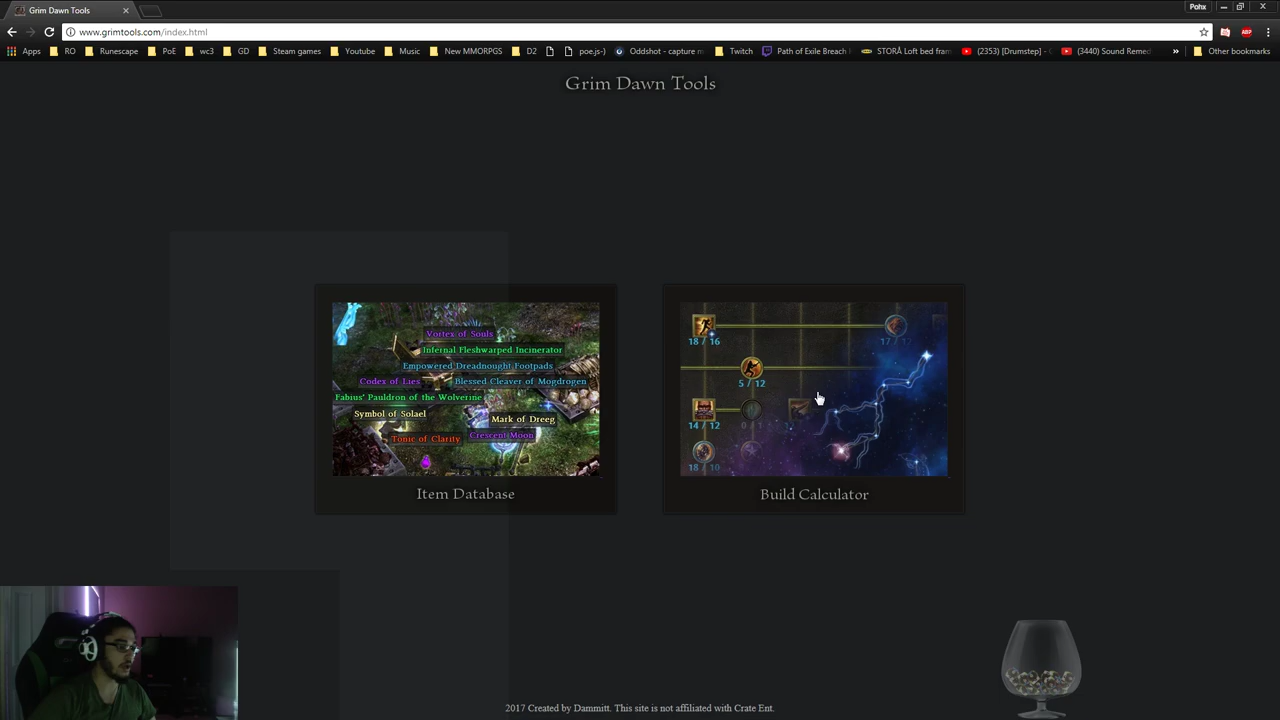 Grim Dawn Tools
Pohx
www.grimtools.com/index.html
Apps RO Runescape PoE wc3 GD Steam games Youtube Music New MMORPGS D2 poe.js-) Oddshot - capture m Twitch Path of Exile Breach STORÅ Loft bed fram (2353) [Drumstep] - (3440) Sound Remed » Other bookmarks
Grim Dawn Tools
Vortex of Souls
Infernal Fleshwarped Incinerator
Empowered Dreadnought Footpads
Codex of Lies Blessed Cleaver of Mogdrogen
Fabius' Pauldron of the Wolverine
Symbol of Solael Mark of Dreeg
Tonic of Clarity Crescent Moon
Item Database
18 / 16
5 / 12
14 / 12
18 / 10
Build Calculator
2017 Created by Dammitt. This site is not affiliated with Crate Ent.